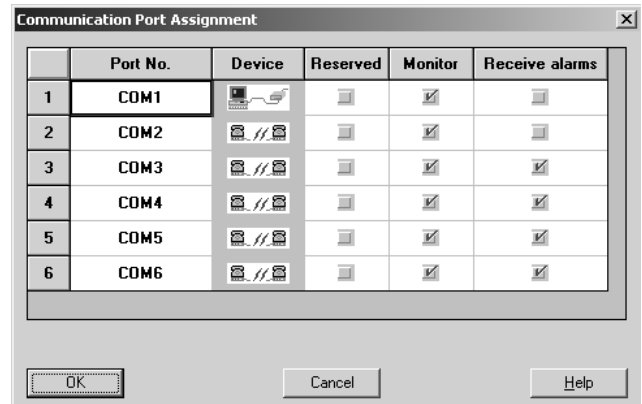 Communication Port Assignment
Port No. Device Reserved Monitor Receive alarms
1 COM1
2 COM2
3 COM3
4 COM4
5 COM5
6 COM6
OK Cancel Help